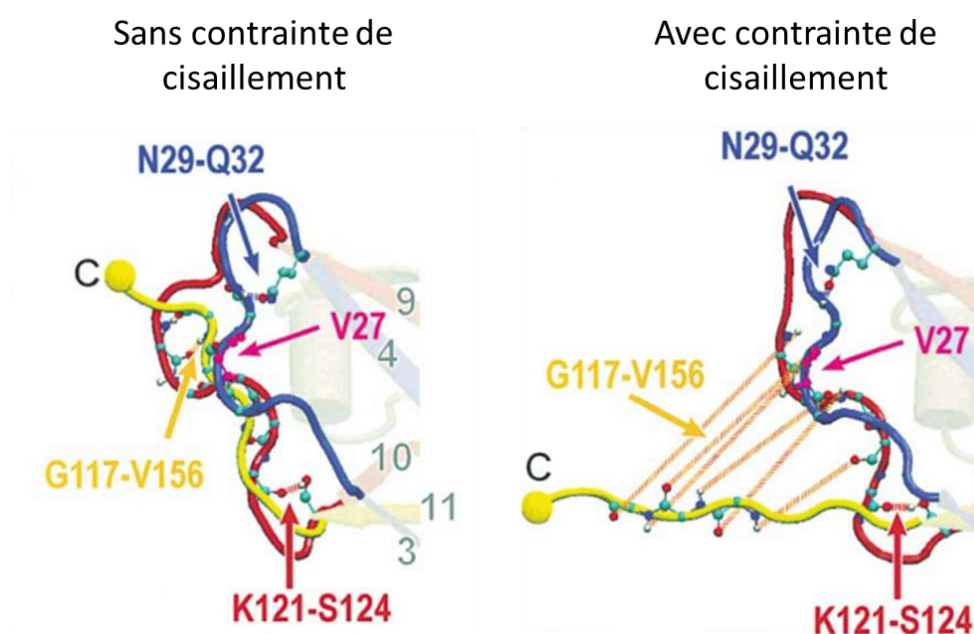 Sans contrainte de
cisaillement
N29-Q32
C
9
V27
4
G117-V156
10
11
3
K121-S124
Avec contrainte de
cisaillement
N29-Q32
V27
G117-V156
C
K121-S124